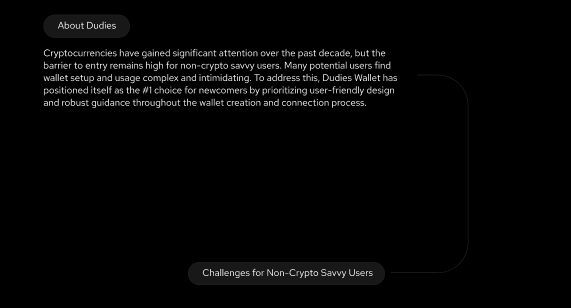 About Dudies
Cryptocurrencies have gained significant attention over the past decade, but the
barrier to entry remains high for non-crypto savvy users. Many potential users find
wallet setup and usage complex and intimidating. To address this, Dudies Wallet has
positioned itself as the #1 choice for newcomers by prioritizing user-friendly design
and robust guidance throughout the wallet creation and connection process.
Challenges for Non-Crypto Savvy Users